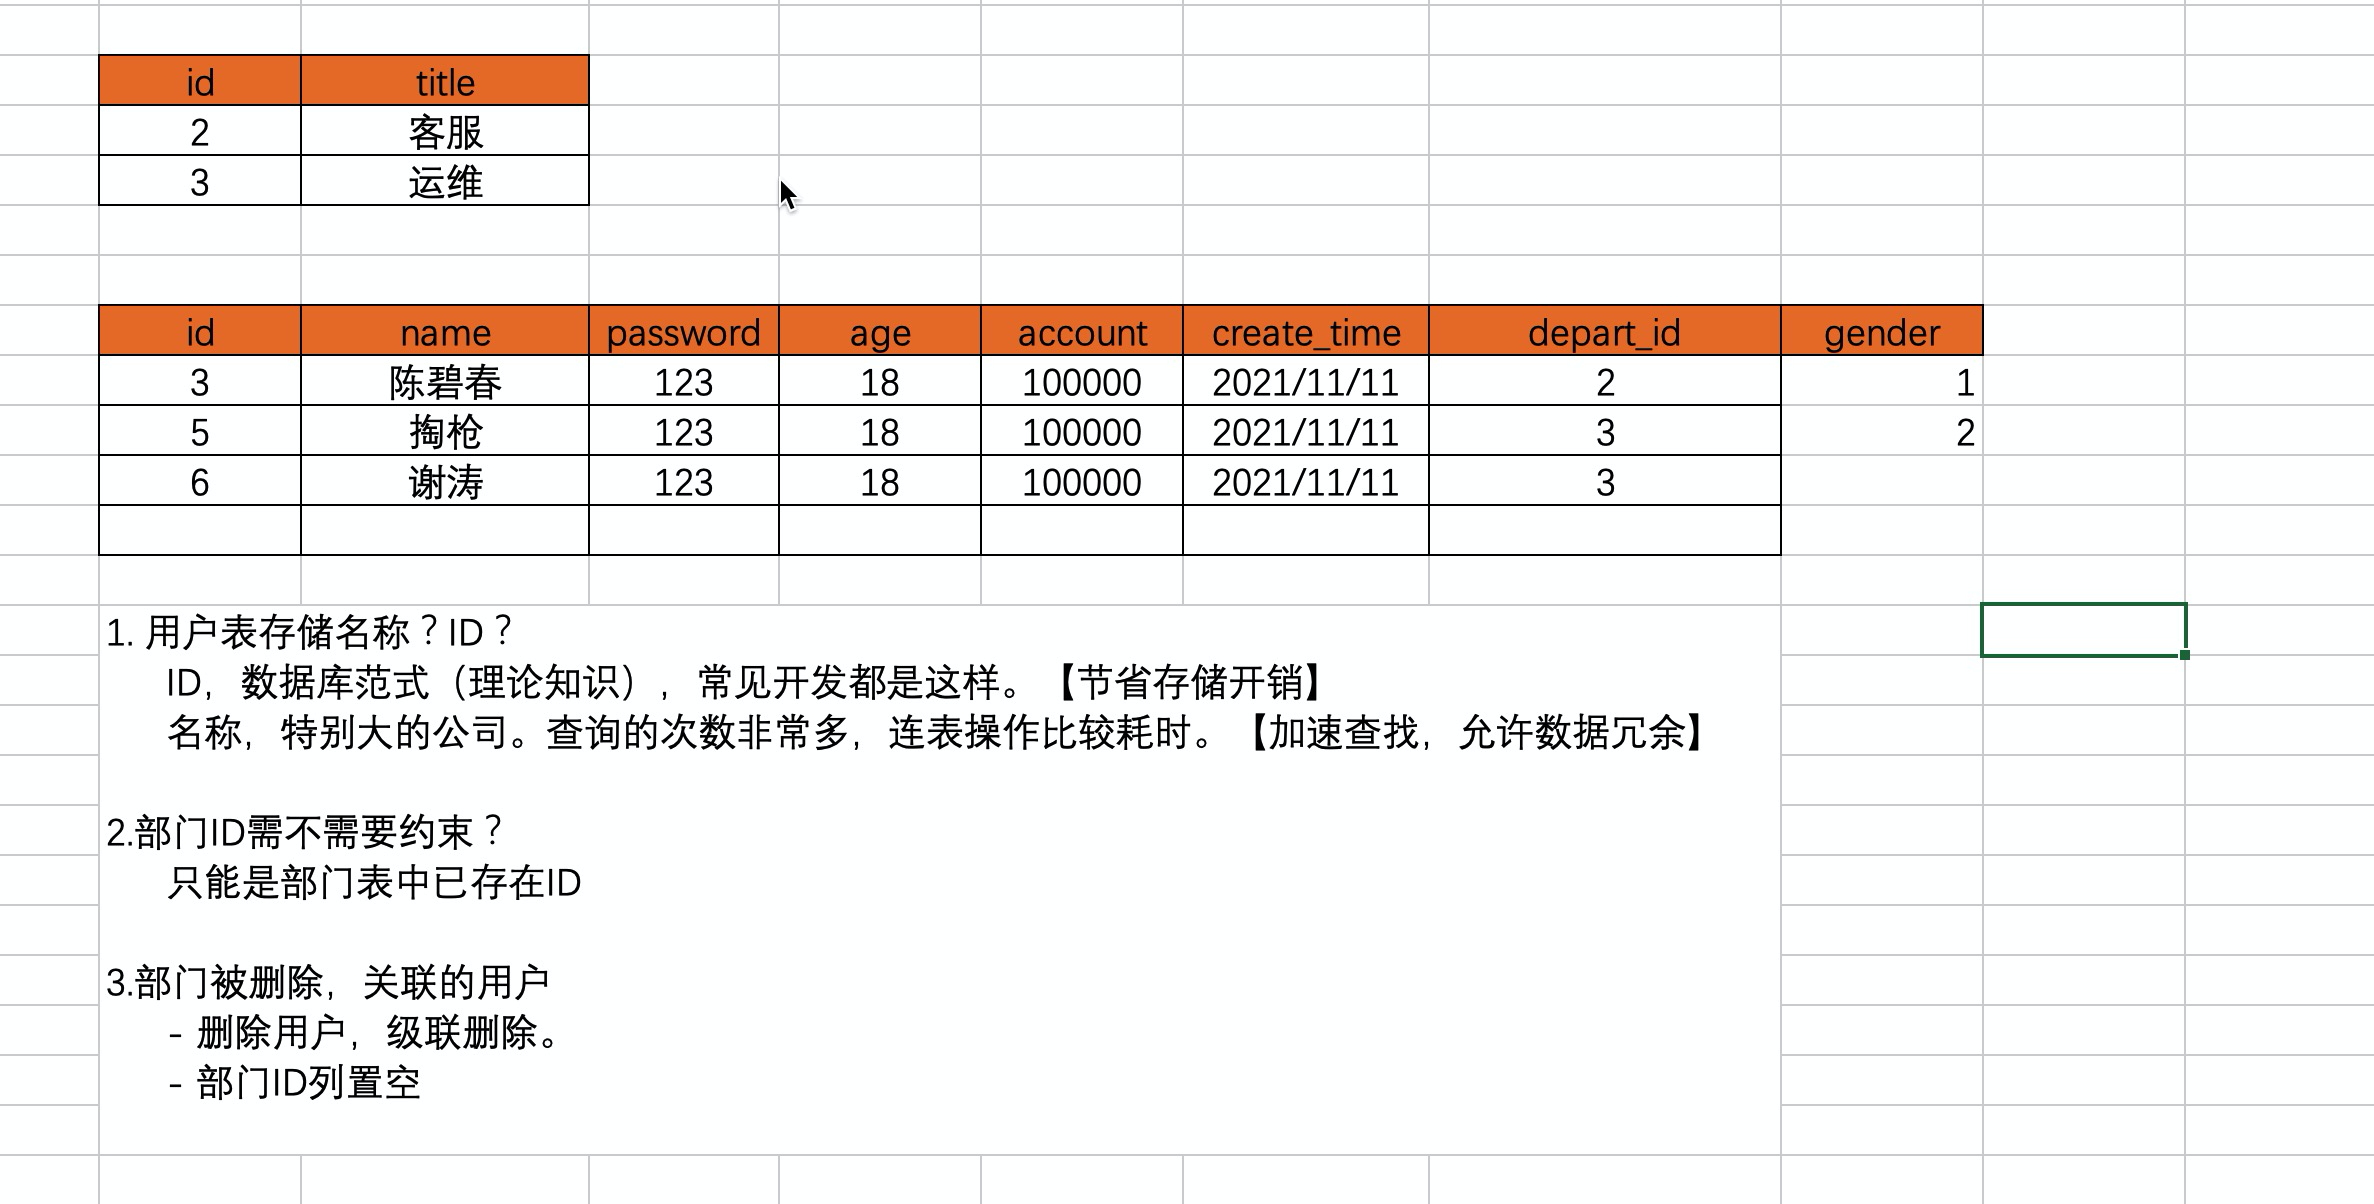 id title
2 客服
3 运维
id name password age account create_time depart_id gender
3 陈碧春 123 18 100000 2021/11/11 2 1
5 掏枪 123 18 100000 2021/11/11 3 2
6 谢涛 123 18 100000 2021/11/11 3
1. 用户表存储名称？ID？
ID，数据库范式（理论知识），常见开发都是这样。【节省存储开销】
名称，特别大的公司。查询的次数非常多，连表操作比较耗时。【加速查找，允许数据冗余】
2.部门ID需不需要约束？
只能是部门表中已存在ID
3.部门被删除，关联的用户
- 删除用户，级联删除。
- 部门ID列置空